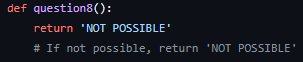 def question8():
    return 'NOT POSSIBLE'
    # If not possible, return 'NOT POSSIBLE'